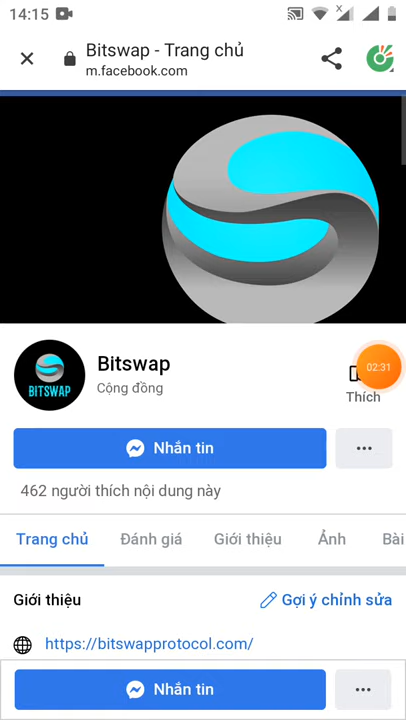 14:15
Bitswap - Trang chủ
m.facebook.com
BITSWAP
Bitswap
Cộng đồng
02:31
Thích
Nhắn tin
462 người thích nội dung này
Trang chủ Đánh giá Giới thiệu Ảnh Bài
Giới thiệu Gợi ý chỉnh sửa
https://bitswapprotocol.com/
Nhắn tin